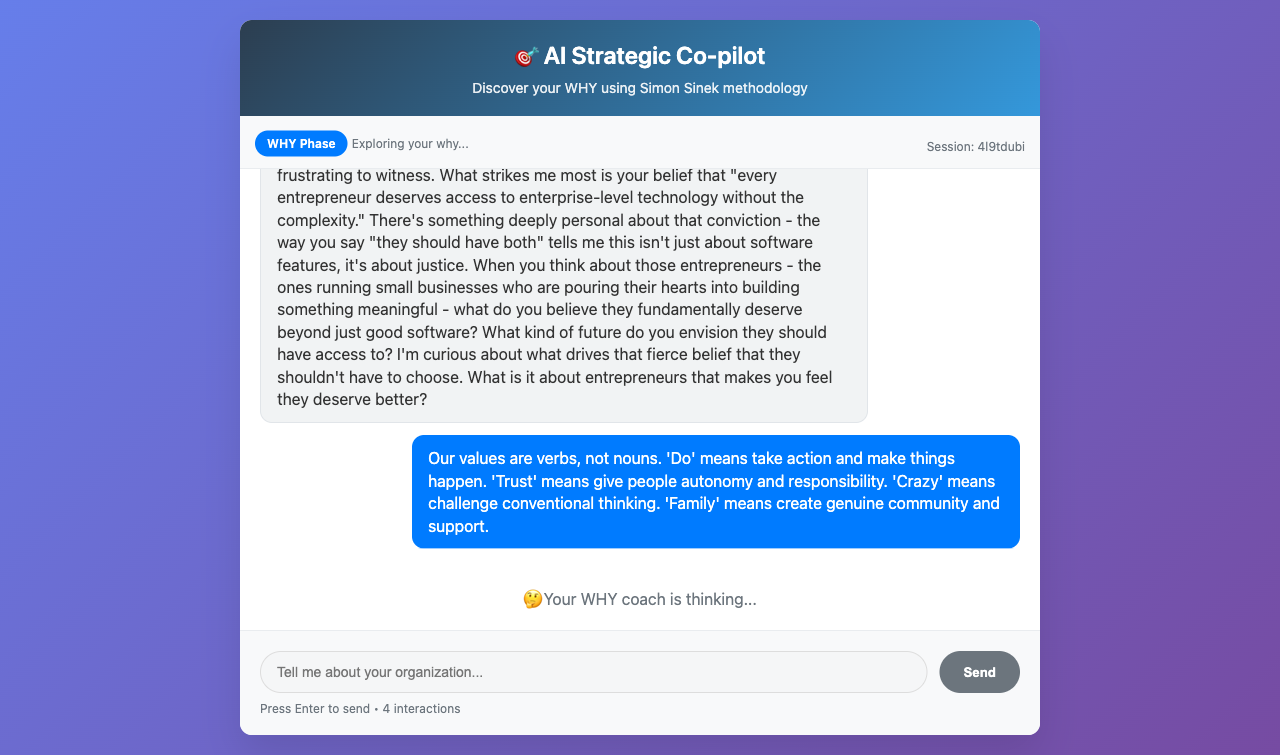 🎯 AI Strategic Co-pilot
Discover your WHY using Simon Sinek methodology
WHY Phase Exploring your why...
Session: 4l9tdubi
frustrating to witness. What strikes me most is your belief that "every
entrepreneur deserves access to enterprise-level technology without the
complexity." There's something deeply personal about that conviction - the
way you say "they should have both" tells me this isn't just about software
features, it's about justice. When you think about those entrepreneurs - the
ones running small businesses who are pouring their hearts into building
something meaningful - what do you believe they fundamentally deserve
beyond just good software? What kind of future do you envision they should
have access to? I'm curious about what drives that fierce belief that they
shouldn't have to choose. What is it about entrepreneurs that makes you feel
they deserve better?
Our values are verbs, not nouns. 'Do' means take action and make things
happen. 'Trust' means give people autonomy and responsibility. 'Crazy' means
challenge conventional thinking. 'Family' means create genuine community and
support.
🤔Your WHY coach is thinking...
Tell me about your organization...
Send
Press Enter to send • 4 interactions